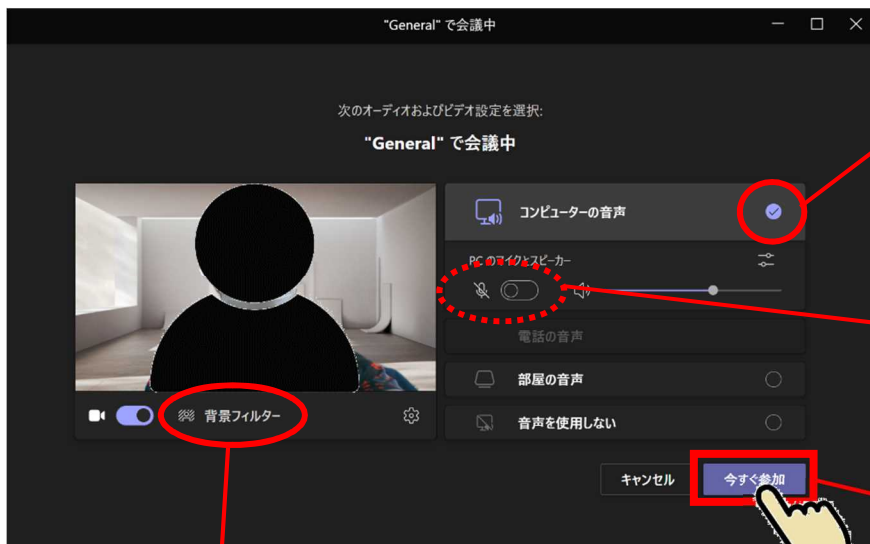 "General" で会議中
次のオーディオおよびビデオ設定を選択:
"General" で会議中
コンピューターの音声
PC のマイクとスピーカー
電話の音声
部屋の音声
音声を使用しない
背景フィルター
キャンセル
今すぐ参加